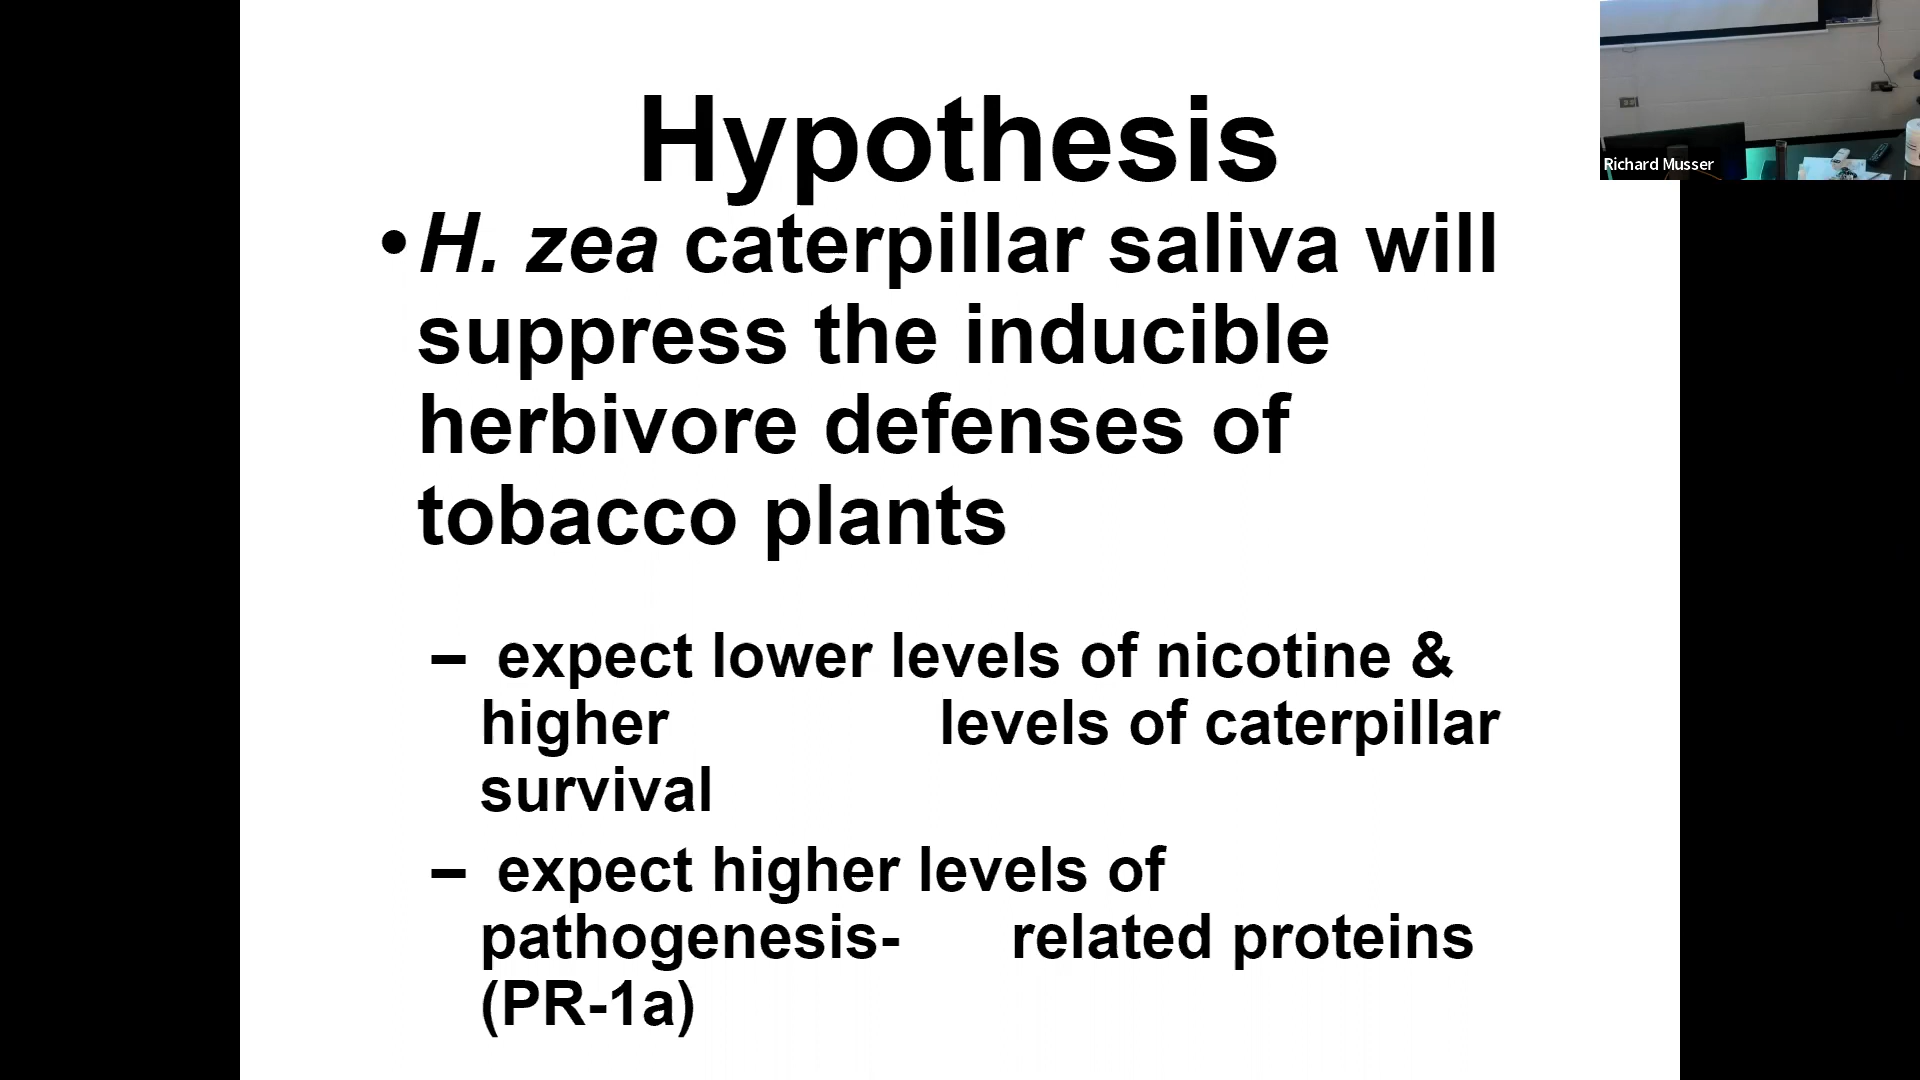 Hypothesis
•H. zea caterpillar saliva will
suppress the inducible
herbivore defenses of
tobacco plants
– expect lower levels of nicotine &
higher levels of caterpillar
survival
– expect higher levels of
pathogenesis- related proteins
(PR-1a)
Richard Musser